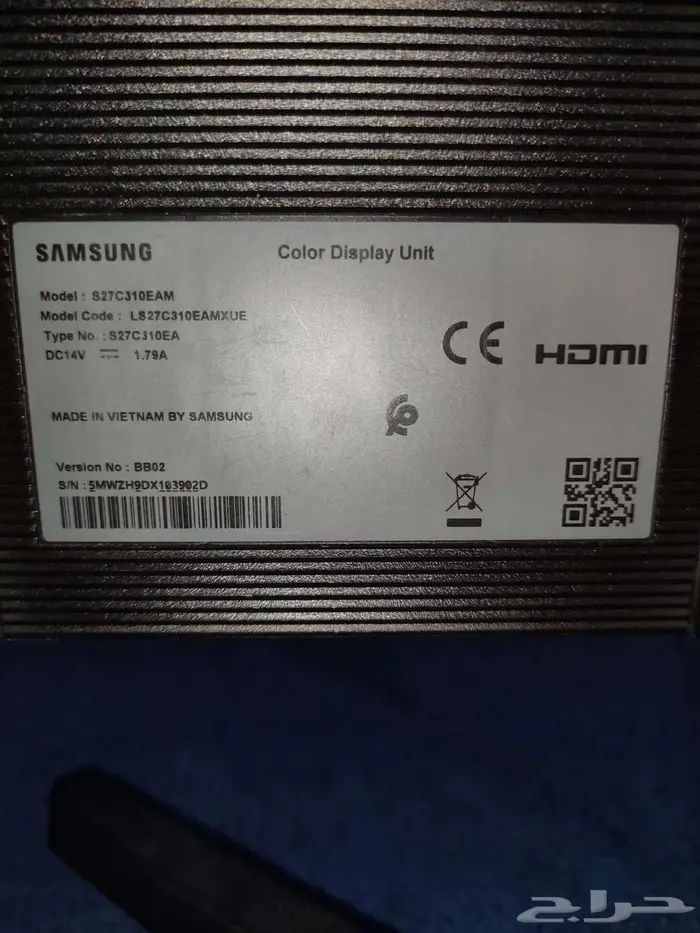 SAMSUNG
Color Display Unit
Model : S27C310EAM
Model Code : LS27C310EAMXUE
Type No. : S27C310EA
DC14V ⎓ 1.79A
CE HDMI
MADE IN VIETNAM BY SAMSUNG
Version No : BB02
S/N : 5MWZH9DX103902D
حراج